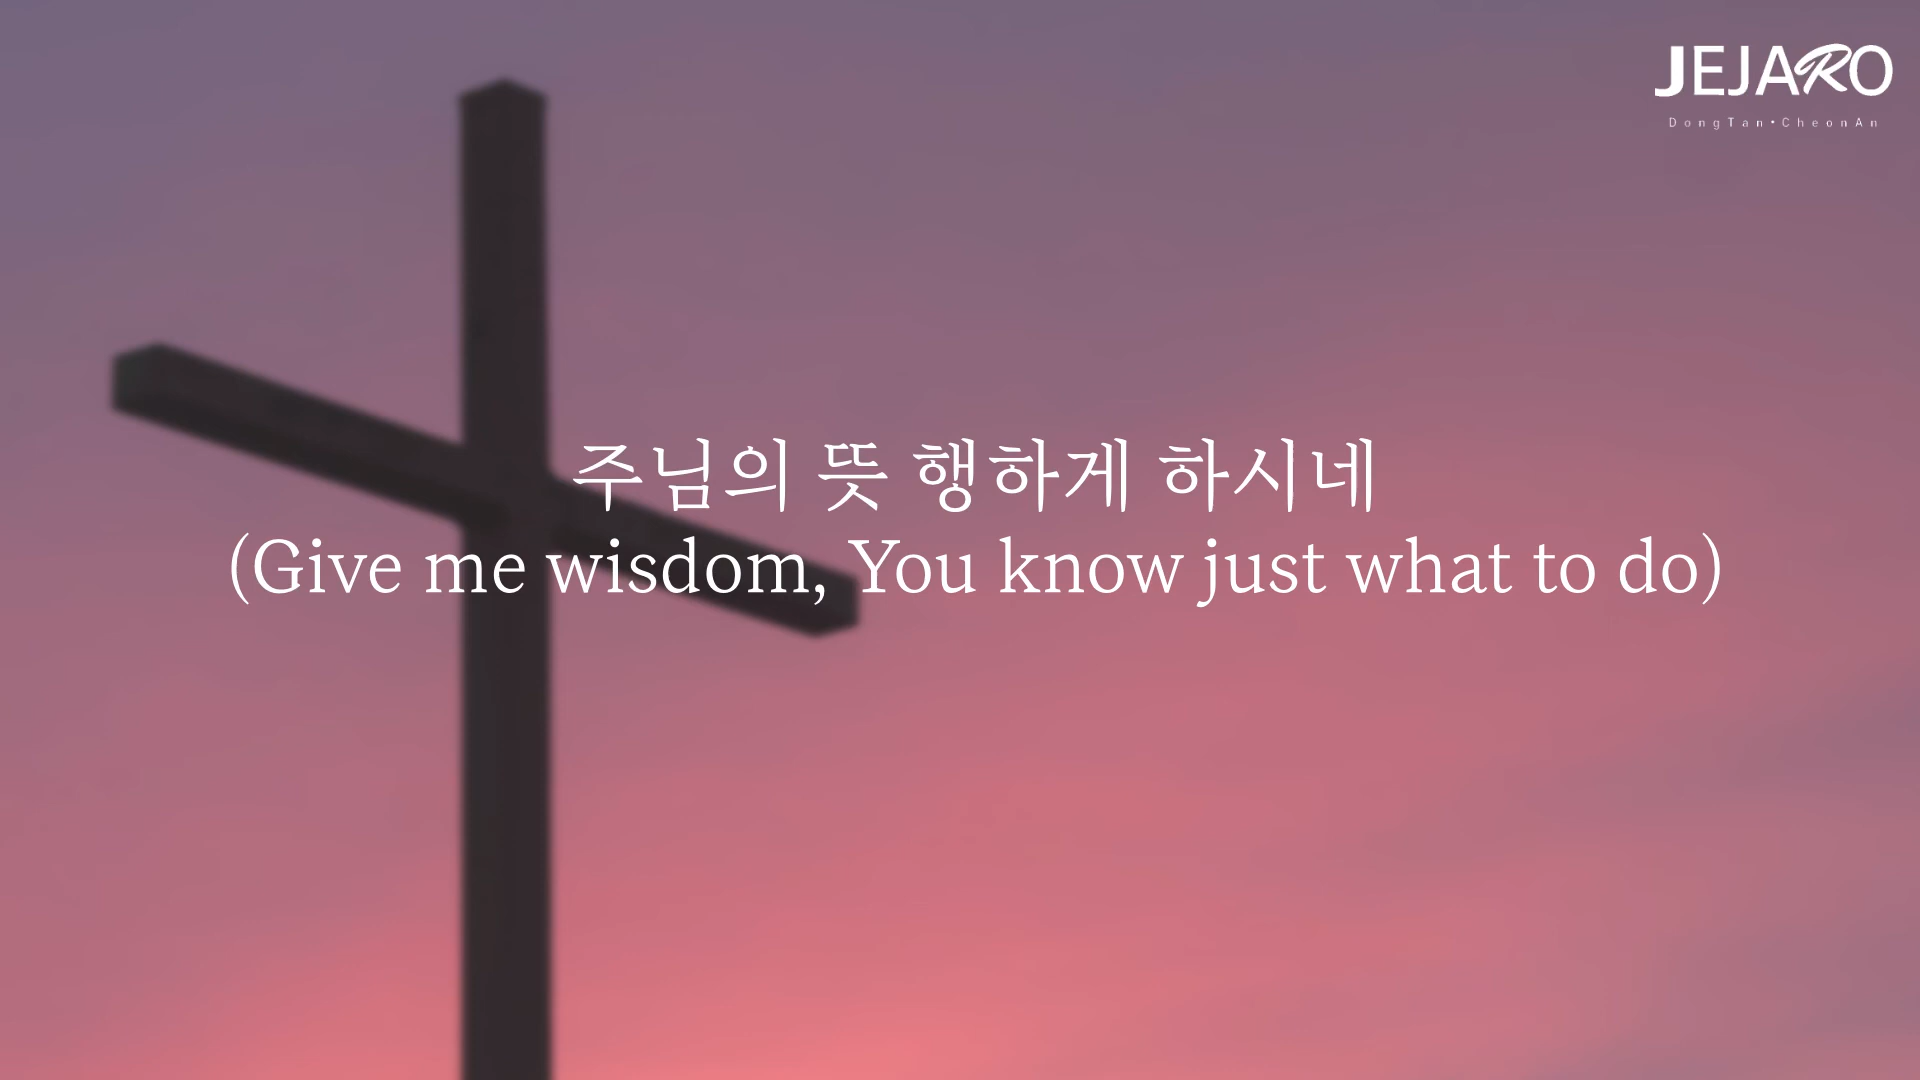 JEJARO
DongTan•CheonAn
주님의 뜻 행하게 하시네
(Give me wisdom, You know just what to do)